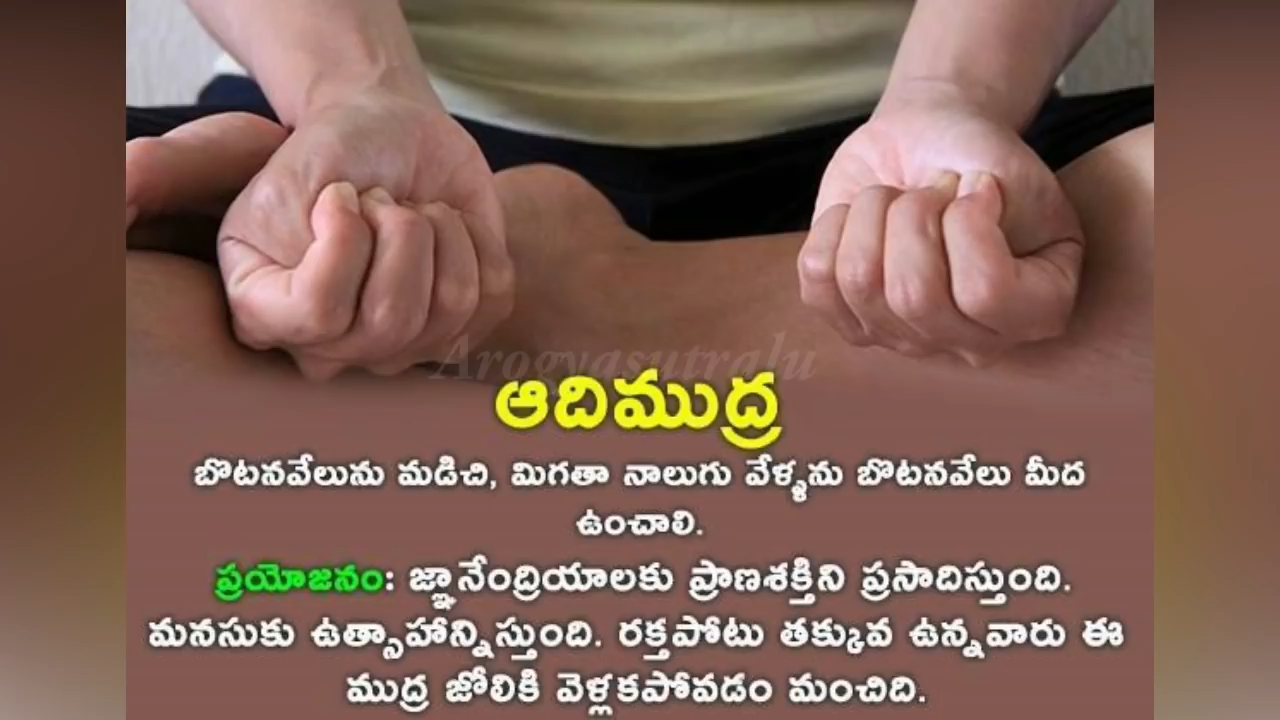 Arogyasutralu
ఆదిముద్ర
బొటనవేలును మడిచి, మిగతా నాలుగు వేళ్ళను బొటనవేలు మీద
ఉంచాలి.
ప్రయోజనం: జ్ఞానేంద్రియాలకు ప్రాణశక్తిని ప్రసాదిస్తుంది.
మనసుకు ఉత్సాహాన్నిస్తుంది. రక్తపోటు తక్కువ ఉన్నవారు ఈ
ముద్ర జోలికి వెళ్లకపోవడం మంచిది.